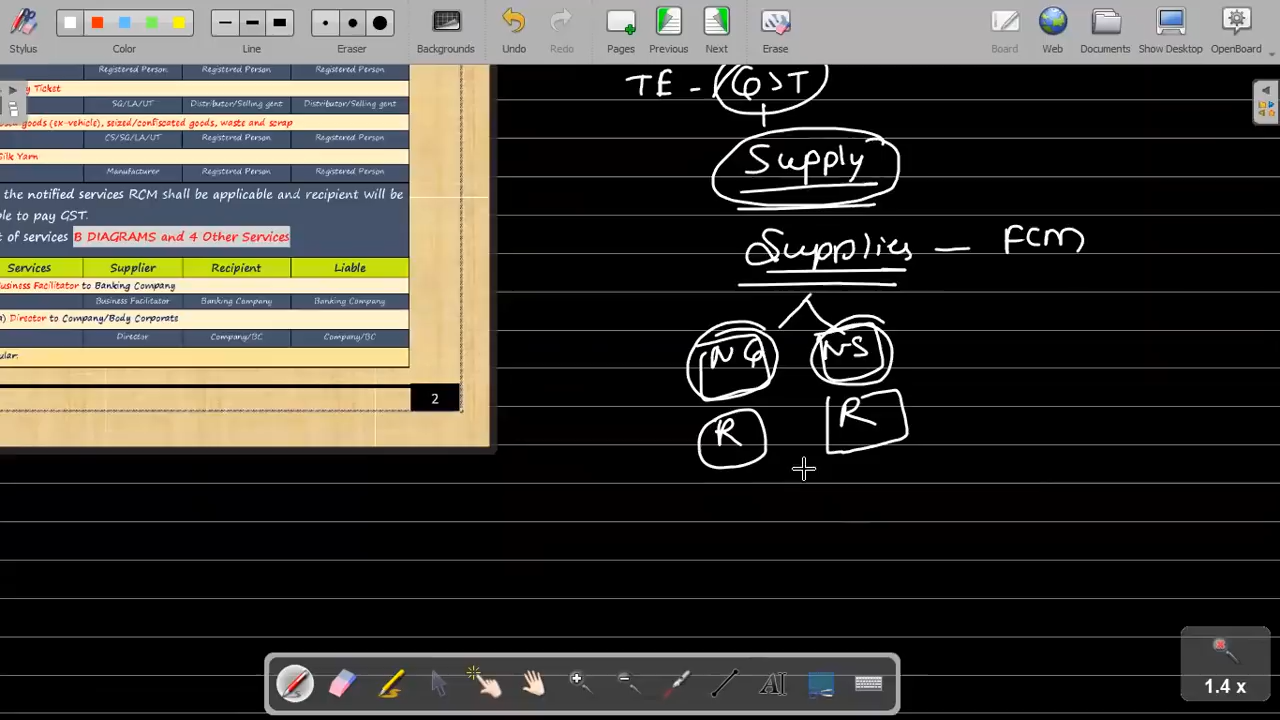 Stylus
Color
Line
Eraser
Backgrounds
Undo
Redo
Pages
Previous
Next
Erase
Board
Web
Documents
Show Desktop
OpenBoard
Registered Person Registered Person Registered Person
y Ticket
SG/LA/UT Distributor/Selling gent Distributor/Selling gent
goods (ex-vehicle), seized/confiscated goods, waste and scrap
CS/SG/LA/UT Registered Person Registered Person
Silk Yarn
Manufacturer Registered Person Registered Person
the notified services RCM shall be applicable and recipient will be
ple to pay GST.
t of services B DIAGRAMS and 4 Other Services
Services Supplier Recipient Liable
usiness Facilitator to Banking Company
Business Facilitator Banking Company Banking Company
a) Director to Company/Body Corporate
Director Company/BC Company/BC
cular:
2
TE - GST
Supply
Supplies — FCM
NG NS
R R
1.4 x